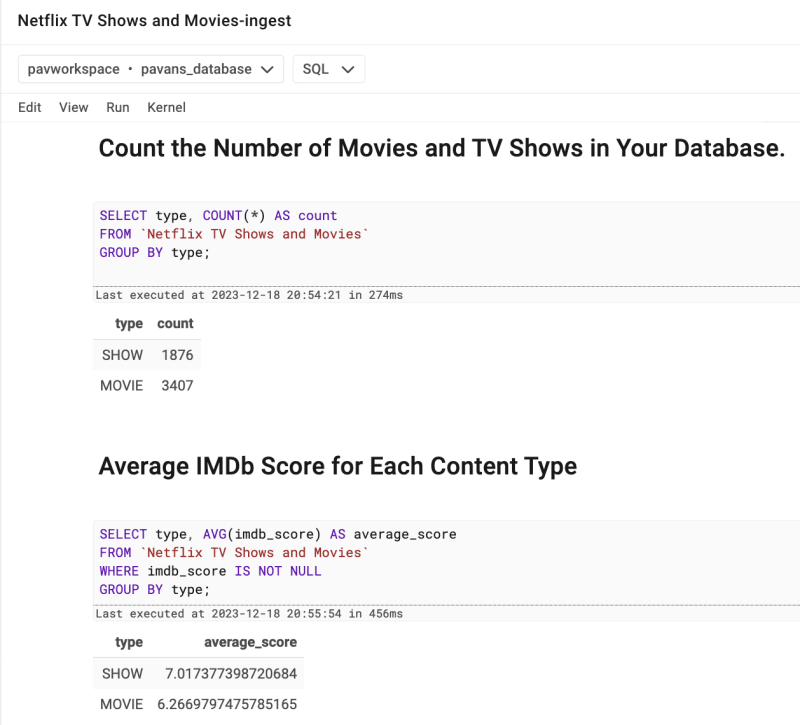 Netflix TV Shows and Movies-ingest
pavworkspace • pavans_database SQL
Edit View Run Kernel
Count the Number of Movies and TV Shows in Your Database.
SELECT type, COUNT(*) AS count
FROM `Netflix TV Shows and Movies`
GROUP BY type;
Last executed at 2023-12-18 20:54:21 in 274ms
type count
SHOW 1876
MOVIE 3407
Average IMDb Score for Each Content Type
SELECT type, AVG(imdb_score) AS average_score
FROM `Netflix TV Shows and Movies`
WHERE imdb_score IS NOT NULL
GROUP BY type;
Last executed at 2023-12-18 20:55:54 in 456ms
type average_score
SHOW 7.017377398720684
MOVIE 6.2669797475785165